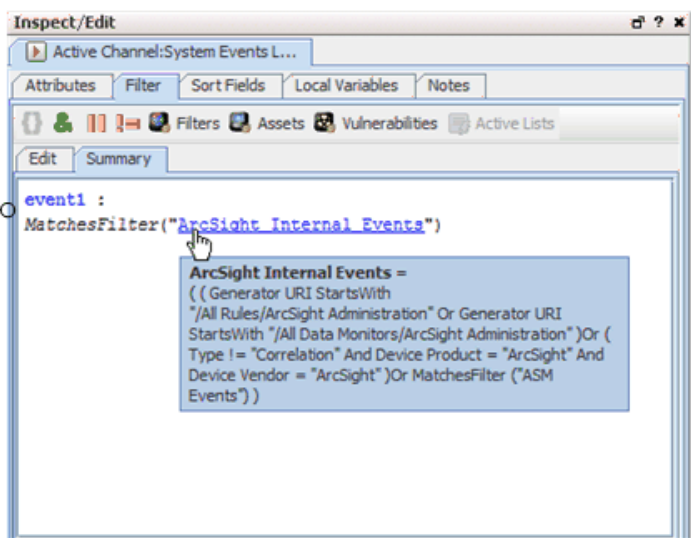 Inspect/Edit ?
Active Channel:System Events L...
Attributes Filter Sort Fields Local Variables Notes
Filters Assets Vulnerabilities Active Lists
Edit Summary
event1 :
MatchesFilter("ArcSight Internal Events")
ArcSight Internal Events =
( ( Generator URI StartsWith
"/All Rules/ArcSight Administration" Or Generator URI
StartsWith "/All Data Monitors/ArcSight Administration" )Or (
Type != "Correlation" And Device Product = "ArcSight" And
Device Vendor = "ArcSight" )Or MatchesFilter ("ASM
Events") )